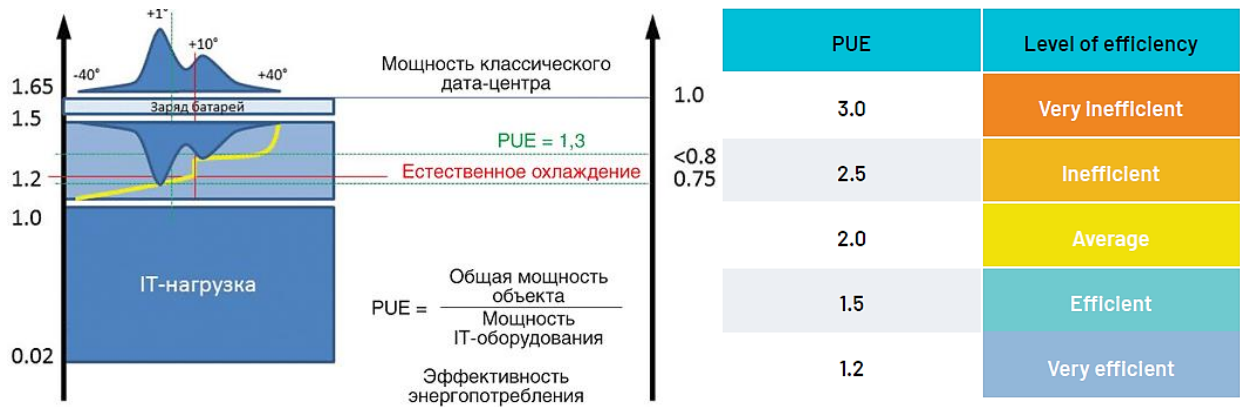 +1°
+10°
-40°
+40°
1.65
1.5
1.2
1.0
0.02
Заряд батарей
IT-нагрузка
Мощность классического
дата-центра
PUE = 1,3
Естественное охлаждение
PUE =
Общая мощность
объекта
Мощность
IT-оборудования
Эффективность
энергопотребления
1.0
<0.8
0.75
PUE Level of efficiency
3.0 Very Inefficient
2.5 Inefficient
2.0 Average
1.5 Efficient
1.2 Very efficient